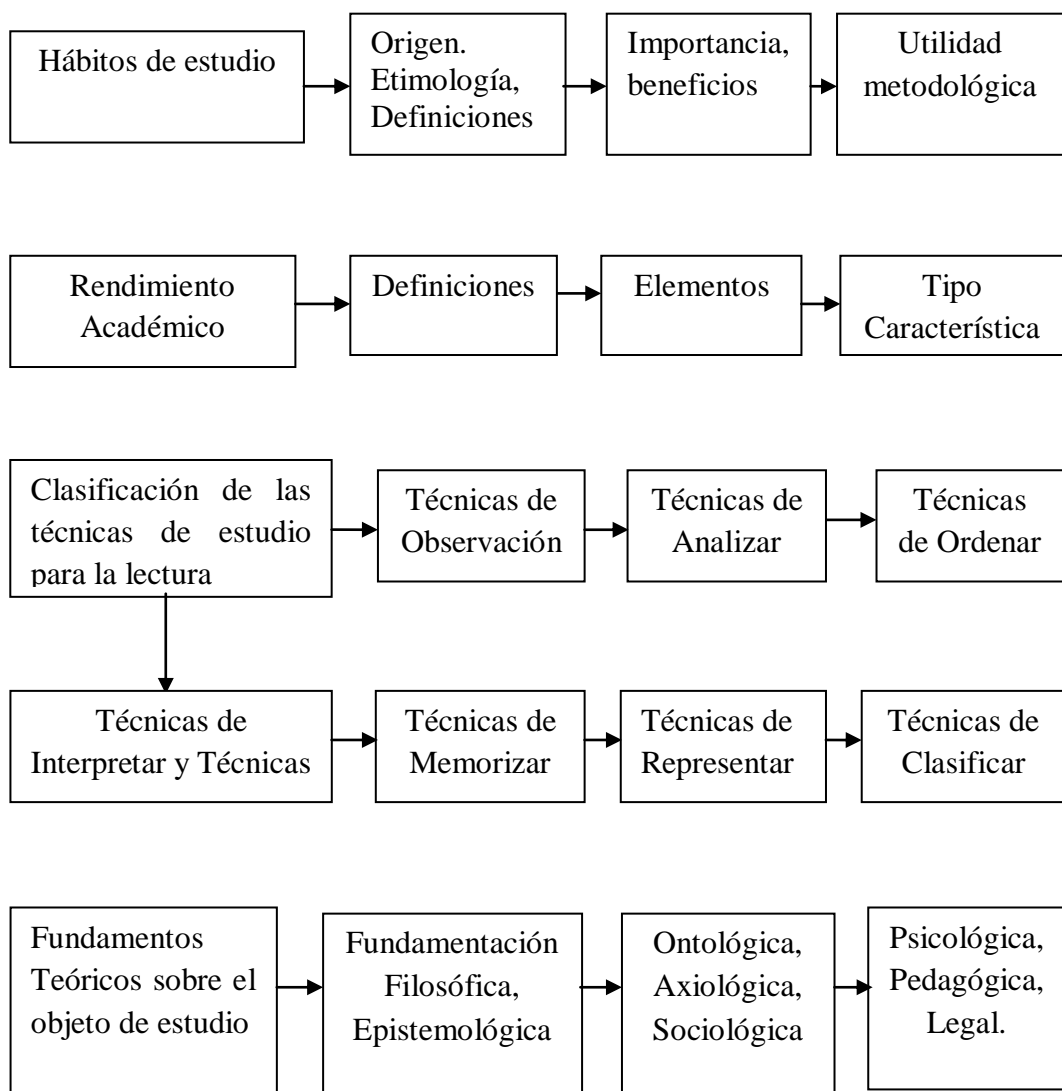 Hábitos de estudio
Origen.
Etimología,
Definiciones
Importancia,
beneficios
Utilidad
metodológica
Rendimiento
Académico
Definiciones
Elementos
Tipo
Característica
Clasificación de las
técnicas de estudio
para la lectura
Técnicas de
Observación
Técnicas de
Analizar
Técnicas
de Ordenar
Técnicas de
Interpretar y Técnicas
Técnicas de
Memorizar
Técnicas de
Representar
Técnicas de
Clasificar
Fundamentos
Teóricos sobre el
objeto de estudio
Fundamentación
Filosófica,
Epistemológica
Ontológica,
Axiológica,
Sociológica
Psicológica,
Pedagógica,
Legal.